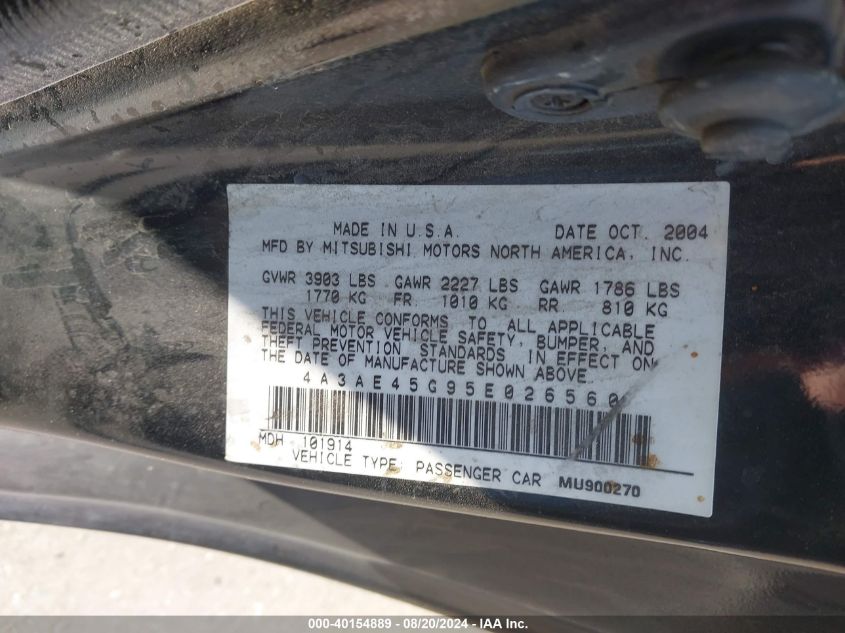 MADE IN U.S.A. DATE OCT. 2004
MFD BY MITSUBISHI MOTORS NORTH AMERICA, INC.
GVWR 3903 LBS GAWR 2227 LBS GAWR 1786 LBS
1770 KG FR. 1010 KG RR 810 KG
THIS VEHICLE CONFORMS TO ALL APPLICABLE
FEDERAL MOTOR VEHICLE SAFETY, BUMPER, AND
THEFT PREVENTION STANDARDS IN EFFECT ON
THE DATE OF MANUFACTURE SHOWN ABOVE.
4A3AE45G95E026560
MDH 101914
VEHICLE TYPE: PASSENGER CAR MU900270
000-40154889 - 08/20/2024 - IAA Inc.